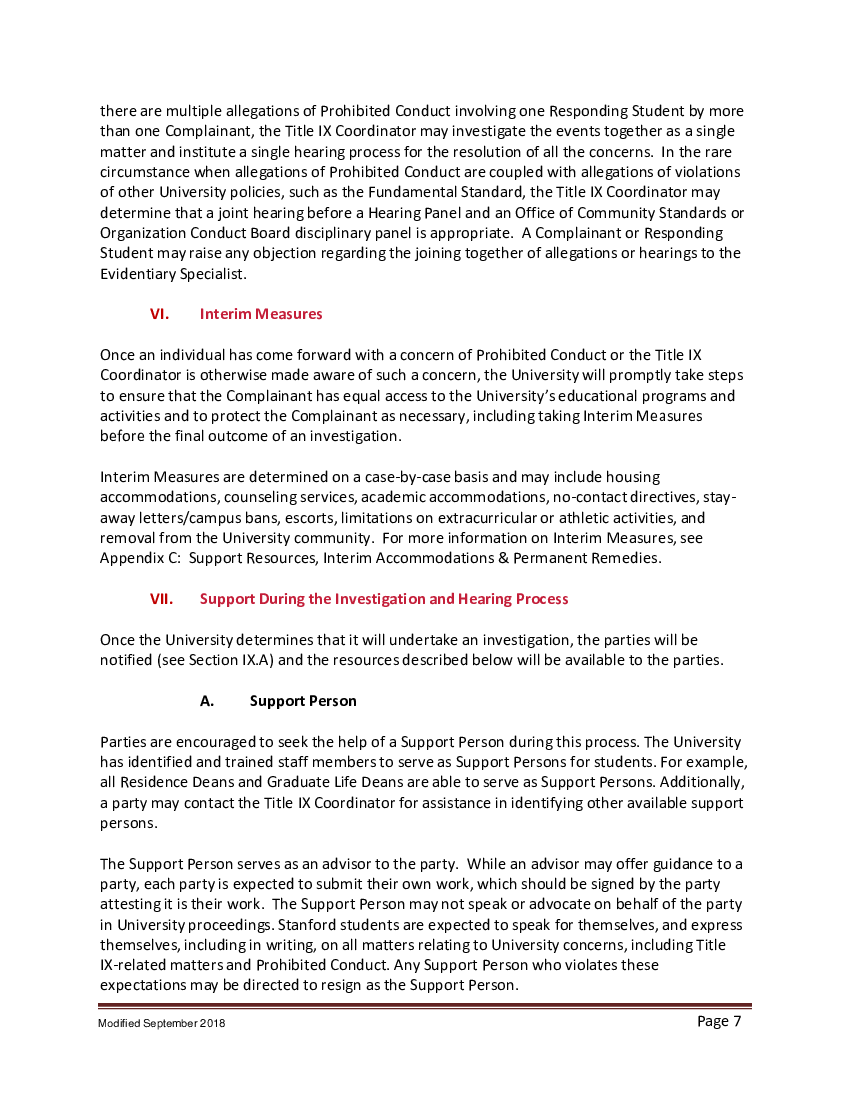 there are multiple allegations of Prohibited Conduct involving one Responding Student by more
than one Complainant, the Title IX Coordinator may investigate the events together as a single
matter and institute a single hearing process for the resolution of all the concerns.  In the rare
circumstance when allegations of Prohibited Conduct are coupled with allegations of violations
of other University policies, such as the Fundamental Standard, the Title IX Coordinator may
determine that a joint hearing before a Hearing Panel and an Office of Community Standards or
Organization Conduct Board disciplinary panel is appropriate.  A Complainant or Responding
Student may raise any objection regarding the joining together of allegations or hearings to the
Evidentiary Specialist.
VI. Interim Measures
Once an individual has come forward with a concern of Prohibited Conduct or the Title IX
Coordinator is otherwise made aware of such a concern, the University will promptly take steps
to ensure that the Complainant has equal access to the University’s educational programs and
activities and to protect the Complainant as necessary, including taking Interim Measures
before the final outcome of an investigation.
Interim Measures are determined on a case-by-case basis and may include housing
accommodations, counseling services, academic accommodations, no-contact directives, stay-
away letters/campus bans, escorts, limitations on extracurricular or athletic activities, and
removal from the University community.  For more information on Interim Measures, see
Appendix C:  Support Resources, Interim Accommodations & Permanent Remedies.
VII. Support During the Investigation and Hearing Process
Once the University determines that it will undertake an investigation, the parties will be
notified (see Section IX.A) and the resources described below will be available to the parties.
A. Support Person
Parties are encouraged to seek the help of a Support Person during this process. The University
has identified and trained staff members to serve as Support Persons for students. For example,
all Residence Deans and Graduate Life Deans are able to serve as Support Persons. Additionally,
a party may contact the Title IX Coordinator for assistance in identifying other available support
persons.
The Support Person serves as an advisor to the party.  While an advisor may offer guidance to a
party, each party is expected to submit their own work, which should be signed by the party
attesting it is their work.  The Support Person may not speak or advocate on behalf of the party
in University proceedings. Stanford students are expected to speak for themselves, and express
themselves, including in writing, on all matters relating to University concerns, including Title
IX-related matters and Prohibited Conduct. Any Support Person who violates these
expectations may be directed to resign as the Support Person.
Modified September 2018 Page 7